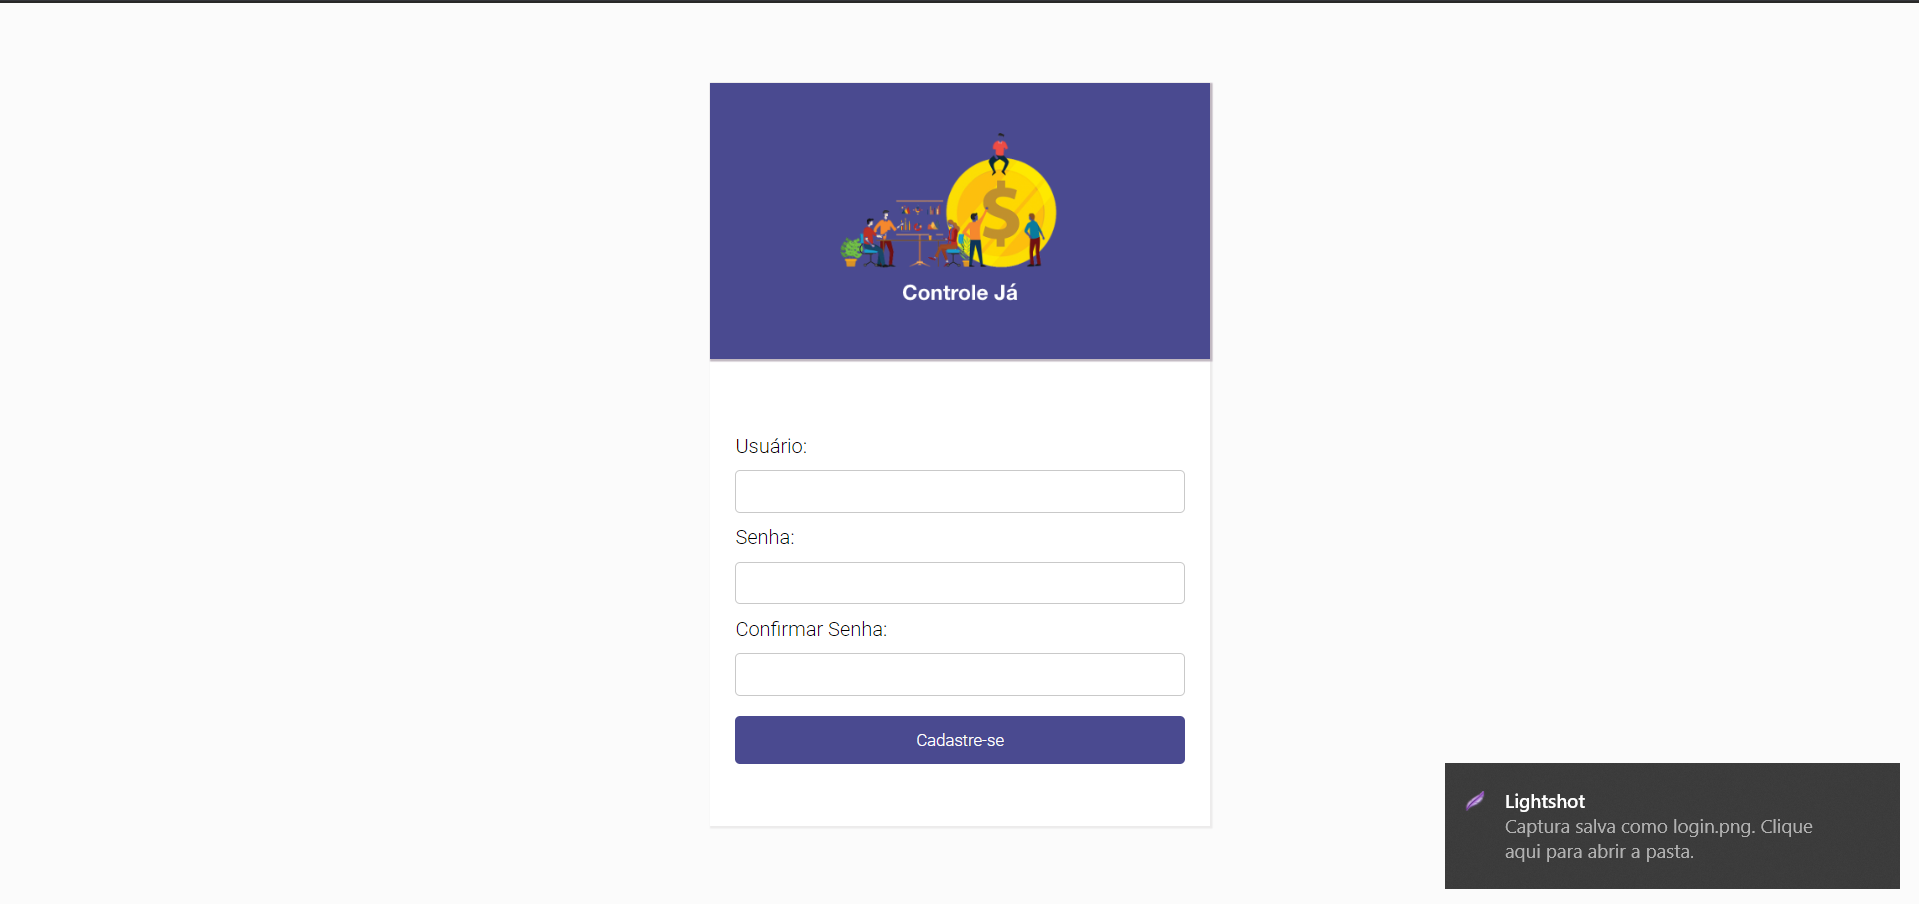 $
Controle Já
Usuário:
Senha:
Confirmar Senha:
Cadastre-se
Lightshot
Captura salva como login.png. Clique
aqui para abrir a pasta.